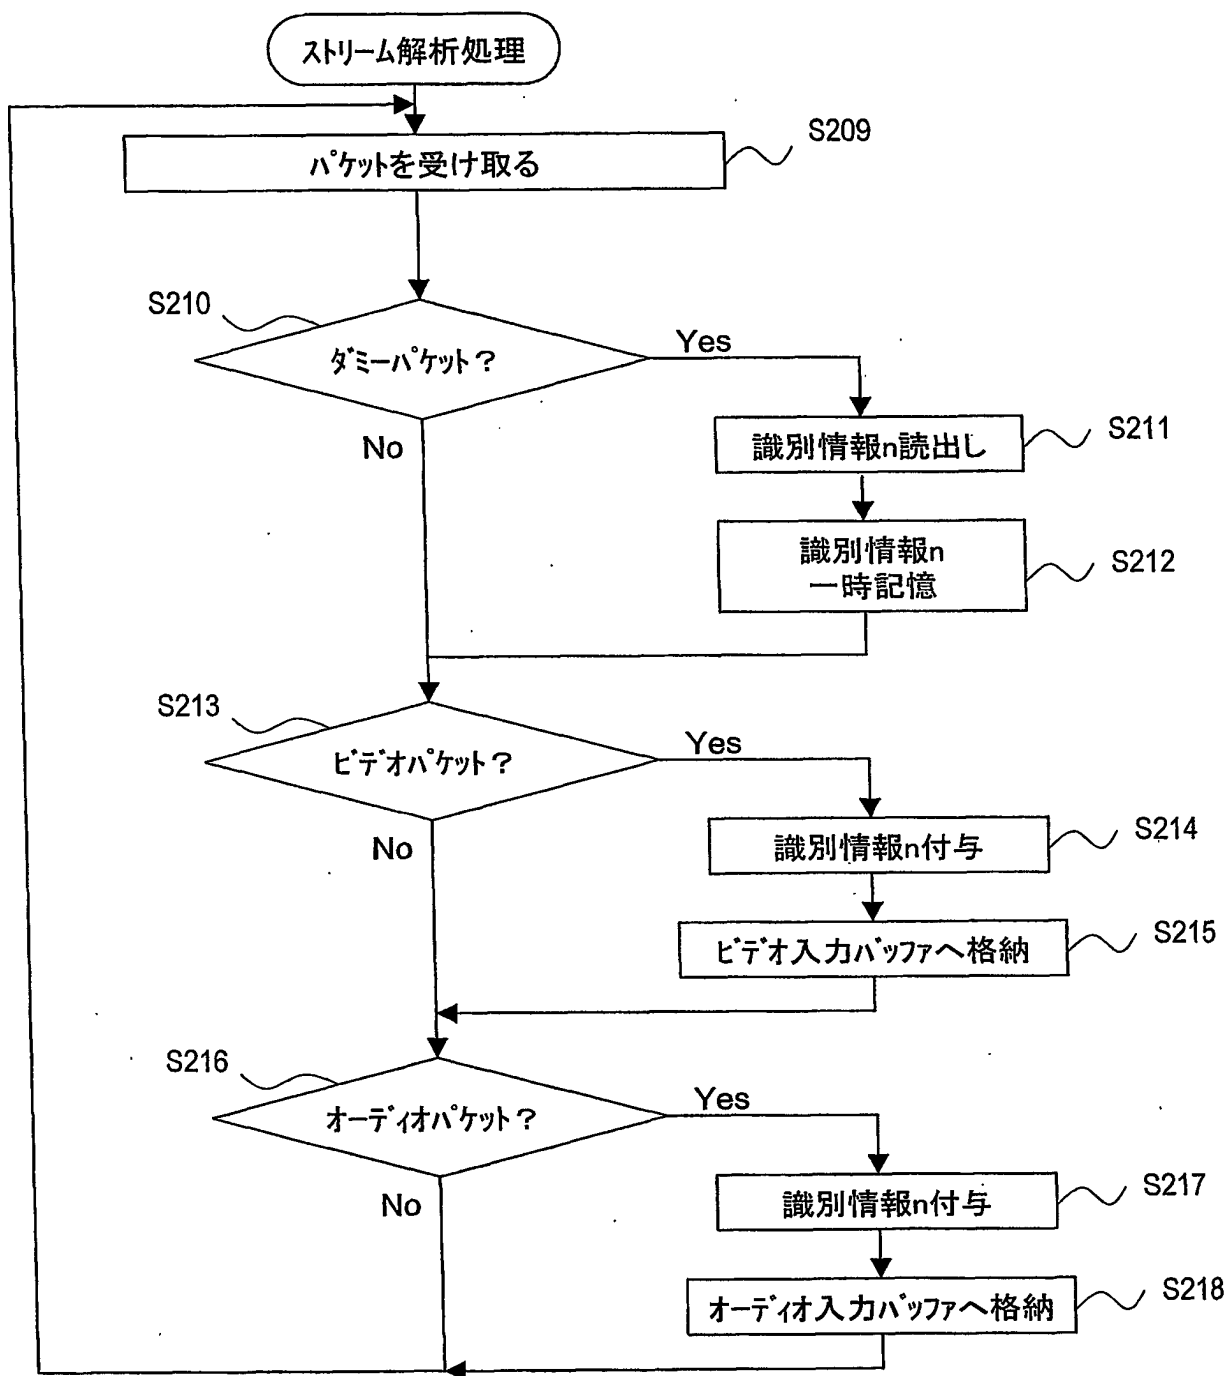 ストリーム解析処理
パケットを受け取る
S209
S210
ダミーパケット？
Yes
No
識別情報n読出し
S211
識別情報n
一時記憶
S212
S213
ビデオパケット？
Yes
No
識別情報n付与
S214
ビデオ入力バッファへ格納
S215
S216
オーディオパケット？
Yes
No
識別情報n付与
S217
オーディオ入力バッファへ格納
S218